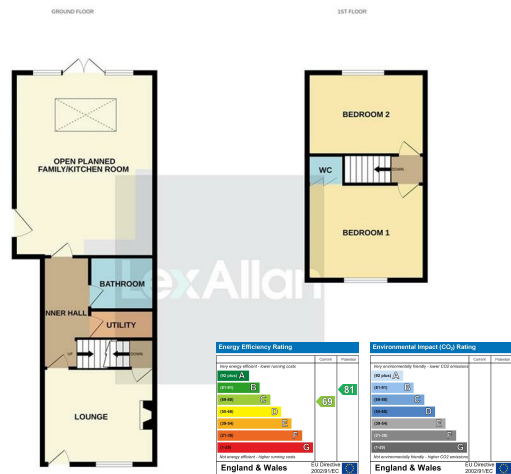 GROUND FLOOR
1ST FLOOR
OPEN PLANNED
FAMILY/KITCHEN ROOM
BATHROOM
INNER HALL
UTILITY
UP
DOWN
LOUNGE
BEDROOM 2
WC
DOWN
BEDROOM 1
LexAllan
Energy Efficiency Rating
Current
Potential
Very energy efficient - lower running costs
(92 plus) A
(81-91) B
(69-80) C
(55-68) D
(39-54) E
(21-38) F
(1-20) G
69
81
Not energy efficient - higher running costs
England & Wales
EU Directive
2002/91/EC
Environmental Impact (CO₂) Rating
Current
Potential
Very environmentally friendly - lower CO2 emissions
(92 plus) A
(81-91) B
(69-80) C
(55-68) D
(39-54) E
(21-38) F
(1-20) G
Not environmentally friendly - higher CO2 emissions
England & Wales
EU Directive
2002/91/EC